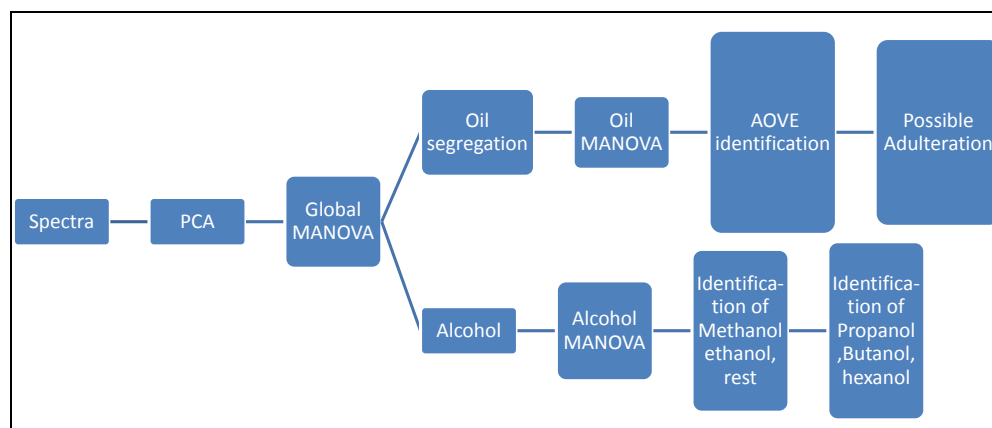 Spectra
PCA
Global
MANOVA
Oil
segregation
Oil
MANOVA
AOVE
identification
Possible
Adulteration
Alcohol
Alcohol
MANOVA
Identifica-
tion of
Methanol
ethanol,
rest
Identifica-
tion of
Propanol
,Butanol,
hexanol